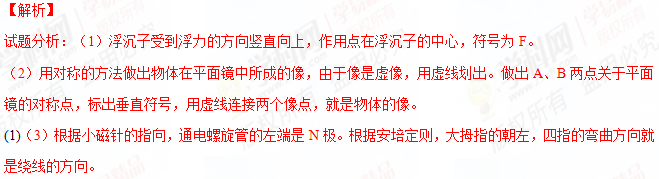 【解析】
试题分析：（1）浮沉子受到浮力的方向竖直向上，作用点在浮沉子的中心，符号为 F。
（2）用对称的方法做出物体在平面镜中所成的像，由于像是虚像，用虚线划出。做出 A、B 两点关于平面
镜的对称点，标出垂直符号，用虚线连接两个像点，就是物体的像。
(1)（3）根据小磁针的指向，通电螺旋管的左端是 N 极。根据安培定则，大拇指的朝左，四指的弯曲方向就
是绕线的方向。